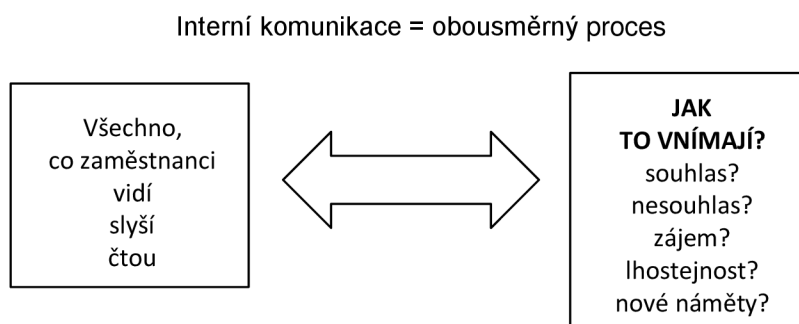 Interní komunikace = obousměrný proces
Všechno,
co zaměstnanci
vidí
slyší
čtou
JAK
TO VNÍMAJÍ?
souhlas?
nesouhlas?
zájem?
lhostejnost?
nové náměty?